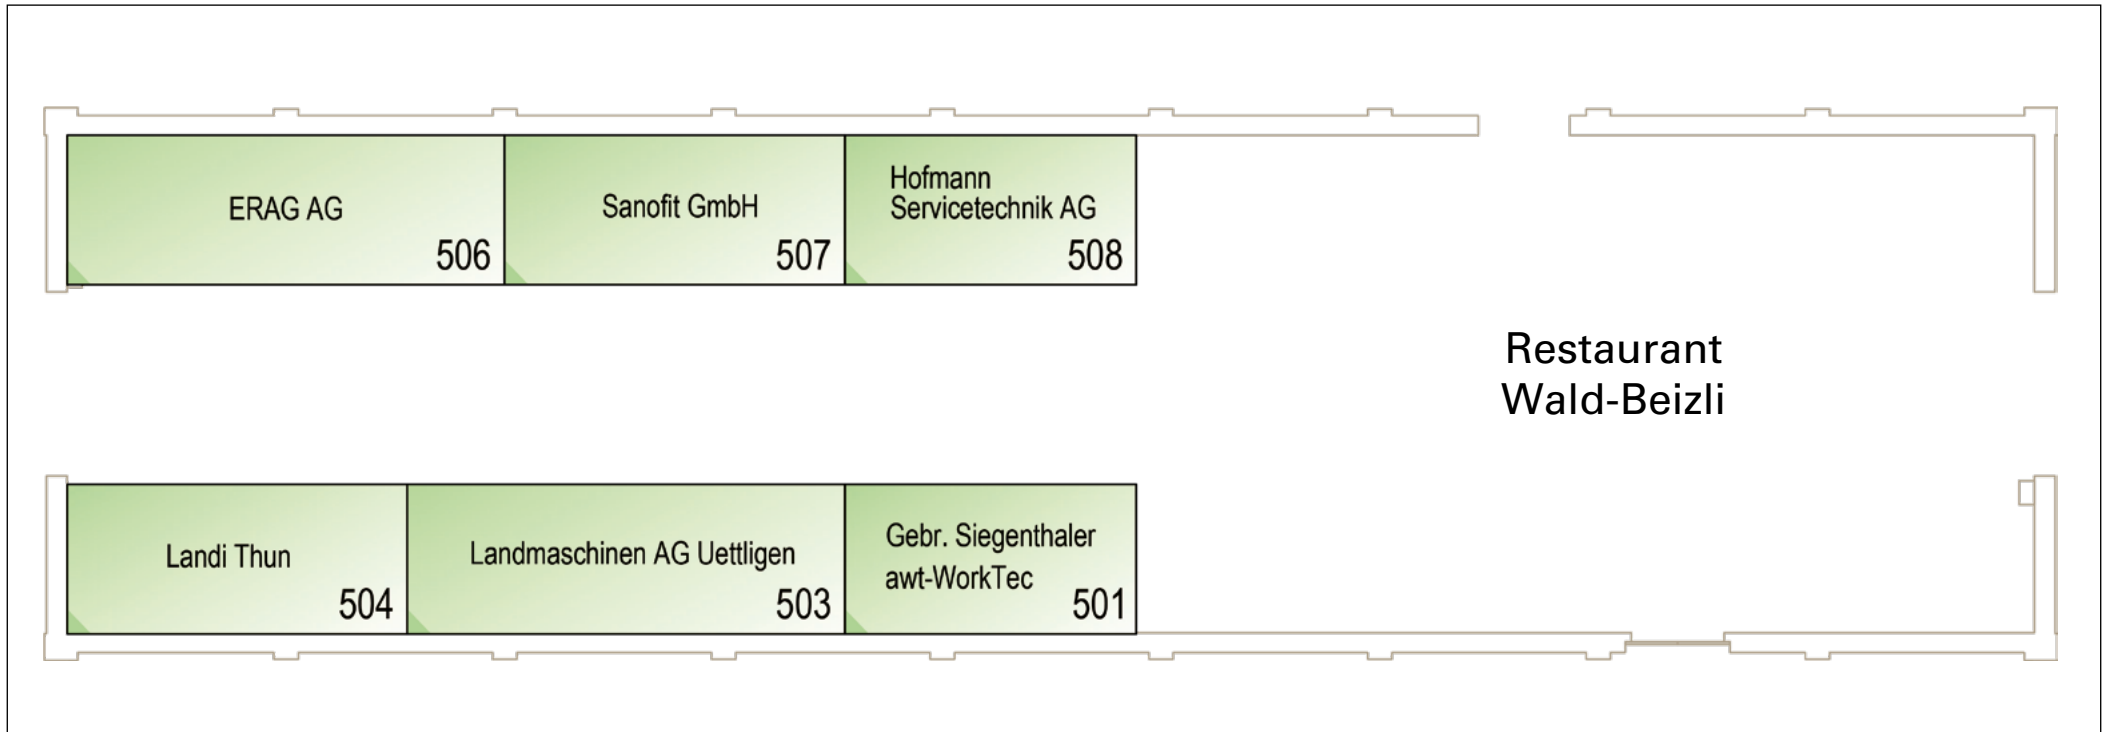 ERAG AG
506
Sanofit GmbH
507
Hofmann
Servicetechnik AG
508
Restaurant
Wald-Beizli
Landi Thun
504
Landmaschinen AG Uettligen
503
Gebr. Siegenthaler
awt-WorkTec
501